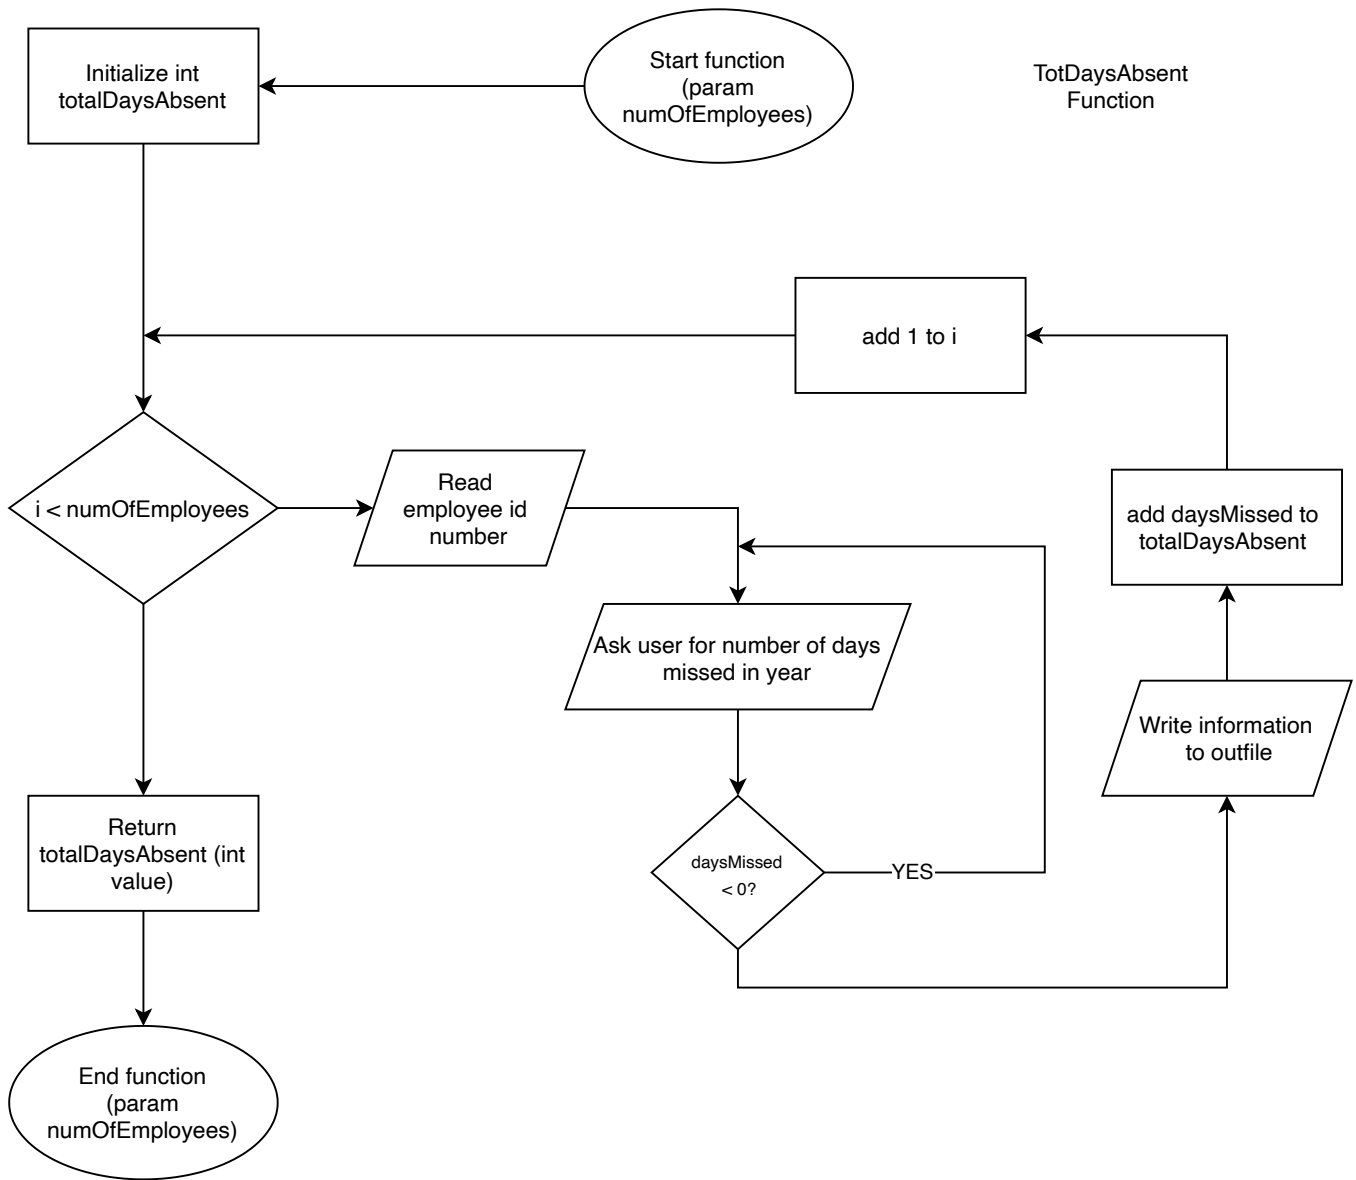 Initialize int
totalDaysAbsent
Start function
(param
numOfEmployees)
TotDaysAbsent
Function
add 1 to i
i < numOfEmployees
Read
employee id
number
add daysMissed to
totalDaysAbsent
Ask user for number of days
missed in year
Write information
to outfile
daysMissed
< 0?
YES
Return
totalDaysAbsent (int
value)
End function
(param
numOfEmployees)